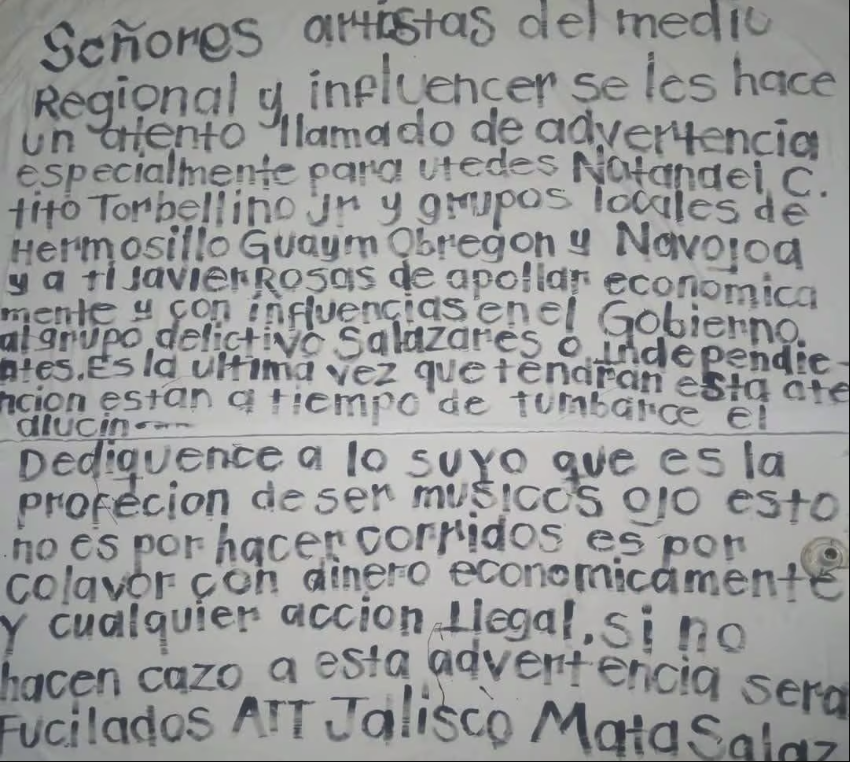 Señores artistas del medio
Regional y influencer se les hace
un atento llamado de advertencia
especialmente para utedes Natandel C.
tito Torbellino Jr y grupos locales de
Hermosillo Guaym Obregon y Navojoa
y a ti Javier Rosas de apollar economica
mente y con influencias en el Gobierno.
al grupo delictivo Salazares o independie-
ntes. Es la ultima vez que tendran esta ate
ncion estan a tiempo de tumbarce el
alucin
Dediquence a lo suyo que es la
profecion de ser musicos ojo esto
no es por hacer corridos es por
colavor con dinero economicamente
y cualquier accion Ilegal. si no
hacen cazo a esta advertencia sera
Fucilados ATT Jalisco Mata Salaz